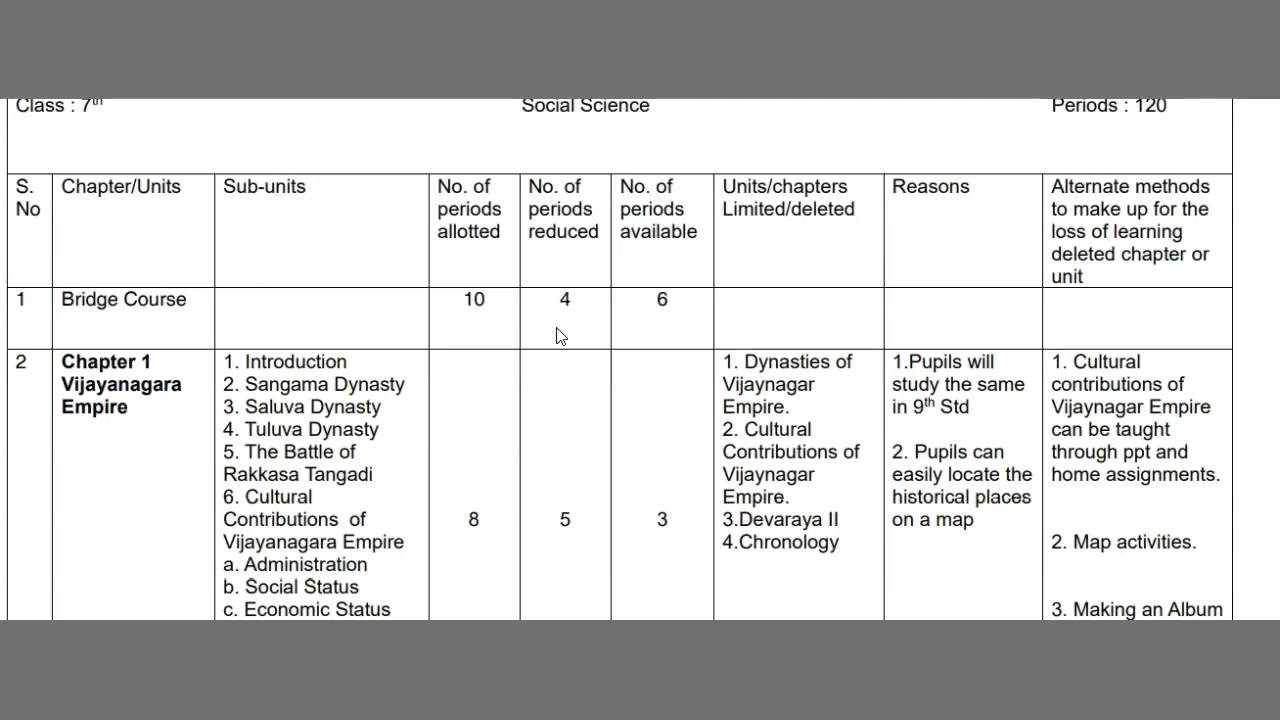 Class : 7th
Social Science
Periods : 120
S.
No
Chapter/Units
Sub-units
No. of
periods
allotted
No. of
periods
reduced
No. of
periods
available
Units/chapters
Limited/deleted
Reasons
Alternate methods
to make up for the
loss of learning
deleted chapter or
unit
1
Bridge Course
10
4
6
2
Chapter 1
Vijayanagara
Empire
1. Introduction
2. Sangama Dynasty
3. Saluva Dynasty
4. Tuluva Dynasty
5. The Battle of
Rakkasa Tangadi
6. Cultural
Contributions of
Vijayanagara Empire
a. Administration
b. Social Status
c. Economic Status
8
5
3
1. Dynasties of
Vijaynagar
Empire.
2. Cultural
Contributions of
Vijaynagar
Empire.
3.Devaraya II
4.Chronology
1.Pupils will
study the same
in 9th Std
2. Pupils can
easily locate the
historical places
on a map
1. Cultural
contributions of
Vijaynagar Empire
can be taught
through ppt and
home assignments.
2. Map activities.
3. Making an Album